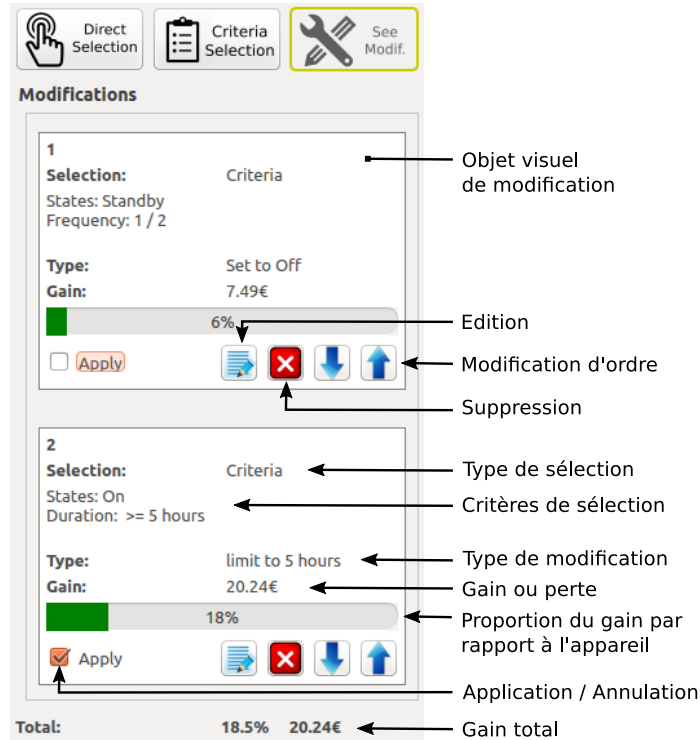 Direct
Selection
Criteria
Selection
See
Modif.
Modifications
1
Selection: Criteria
States: Standby
Frequency: 1 / 2
Type: Set to Off
Gain: 7.49€
6%
Apply
2
Selection: Criteria
States: On
Duration: >= 5 hours
Type: limit to 5 hours
Gain: 20.24€
18%
Apply
Total: 18.5% 20.24€
Objet visuel
de modification
Edition
Modification d'ordre
Suppression
Type de sélection
Critères de sélection
Type de modification
Gain ou perte
Proportion du gain par
rapport à l'appareil
Application / Annulation
Gain total